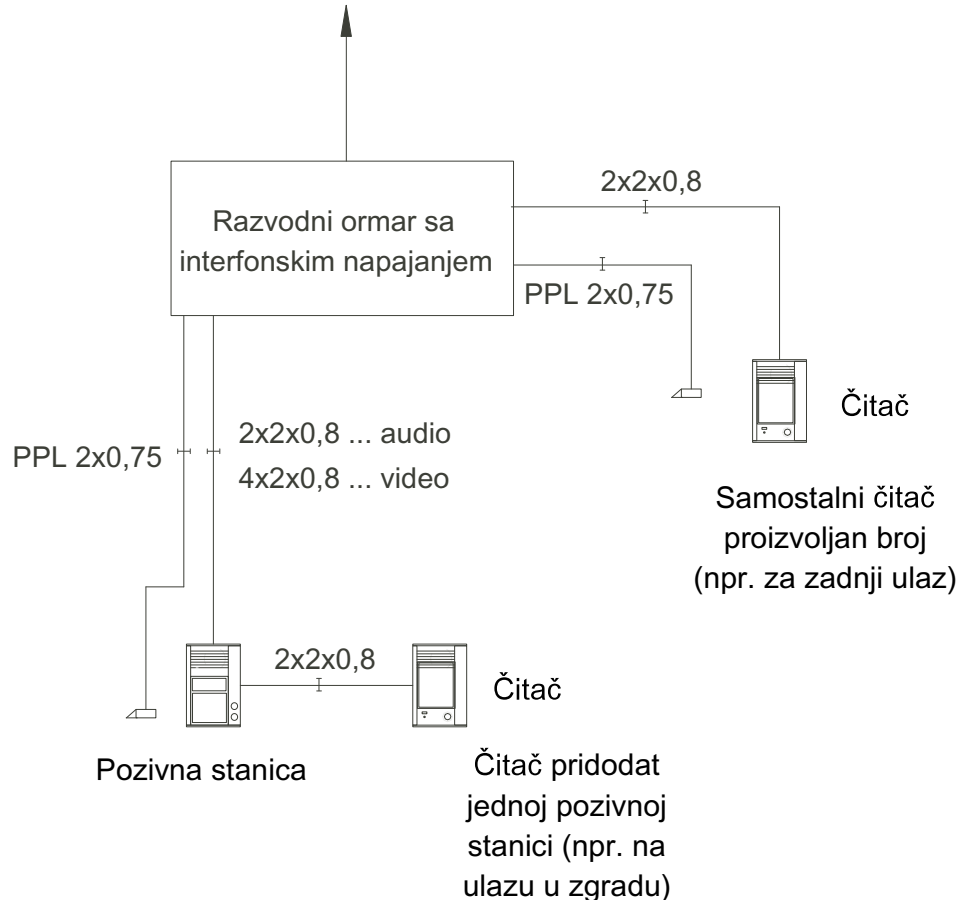 Razvodni ormar sa
interfonskim napajanjem
2x2x0,8
PPL 2x0,75
Čitač
Samostalni čitač
proizvoljan broj
(npr. za zadnji ulaz)
PPL 2x0,75
2x2x0,8 ... audio
4x2x0,8 ... video
2x2x0,8
Čitač
Pozivna stanica
Čitač pridodat
jednoj pozivnoj
stanici (npr. na
ulazu u zgradu)